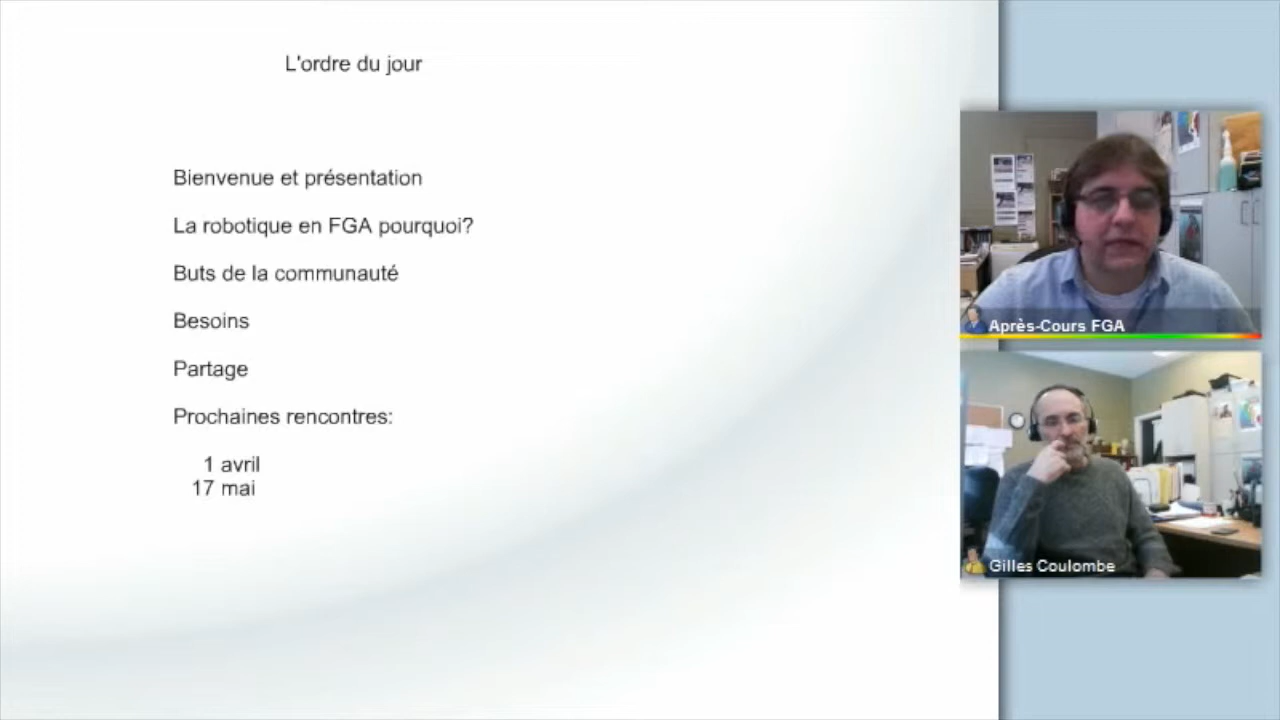 L'ordre du jour
Bienvenue et présentation
La robotique en FGA pourquoi?
Buts de la communauté
Besoins
Partage
Prochaines rencontres:
1 avril
17 mai
Après-Cours FGA
Gilles Coulombe